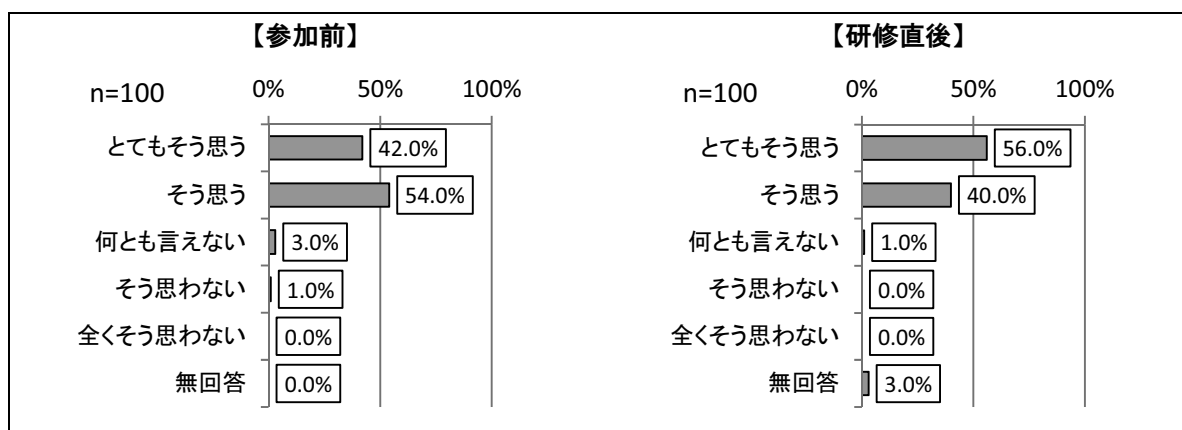 【参加前】
n=100
0% 50% 100%
とてもそう思う 42.0%
そう思う 54.0%
何とも言えない 3.0%
そう思わない 1.0%
全くそう思わない 0.0%
無回答 0.0%
【研修直後】
n=100
0% 50% 100%
とてもそう思う 56.0%
そう思う 40.0%
何とも言えない 1.0%
そう思わない 0.0%
全くそう思わない 0.0%
無回答 3.0%